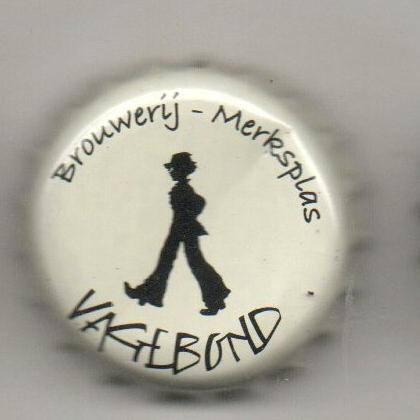 Brouwerij - Merksplas
VAGEBOND